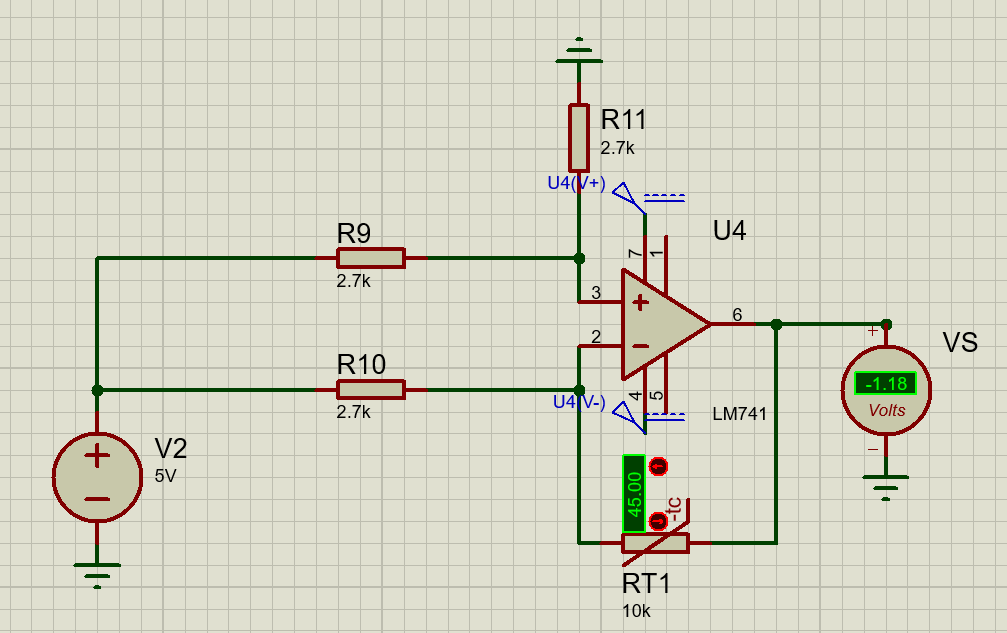 R11
2.7k
U4(V+)
U4
7
1
R9
2.7k
3
6
+
VS
2
-1.18
Volts
R10
2.7k
U4(V-)
4
5
LM741
V2
5V
45.00
-tc
RT1
10k